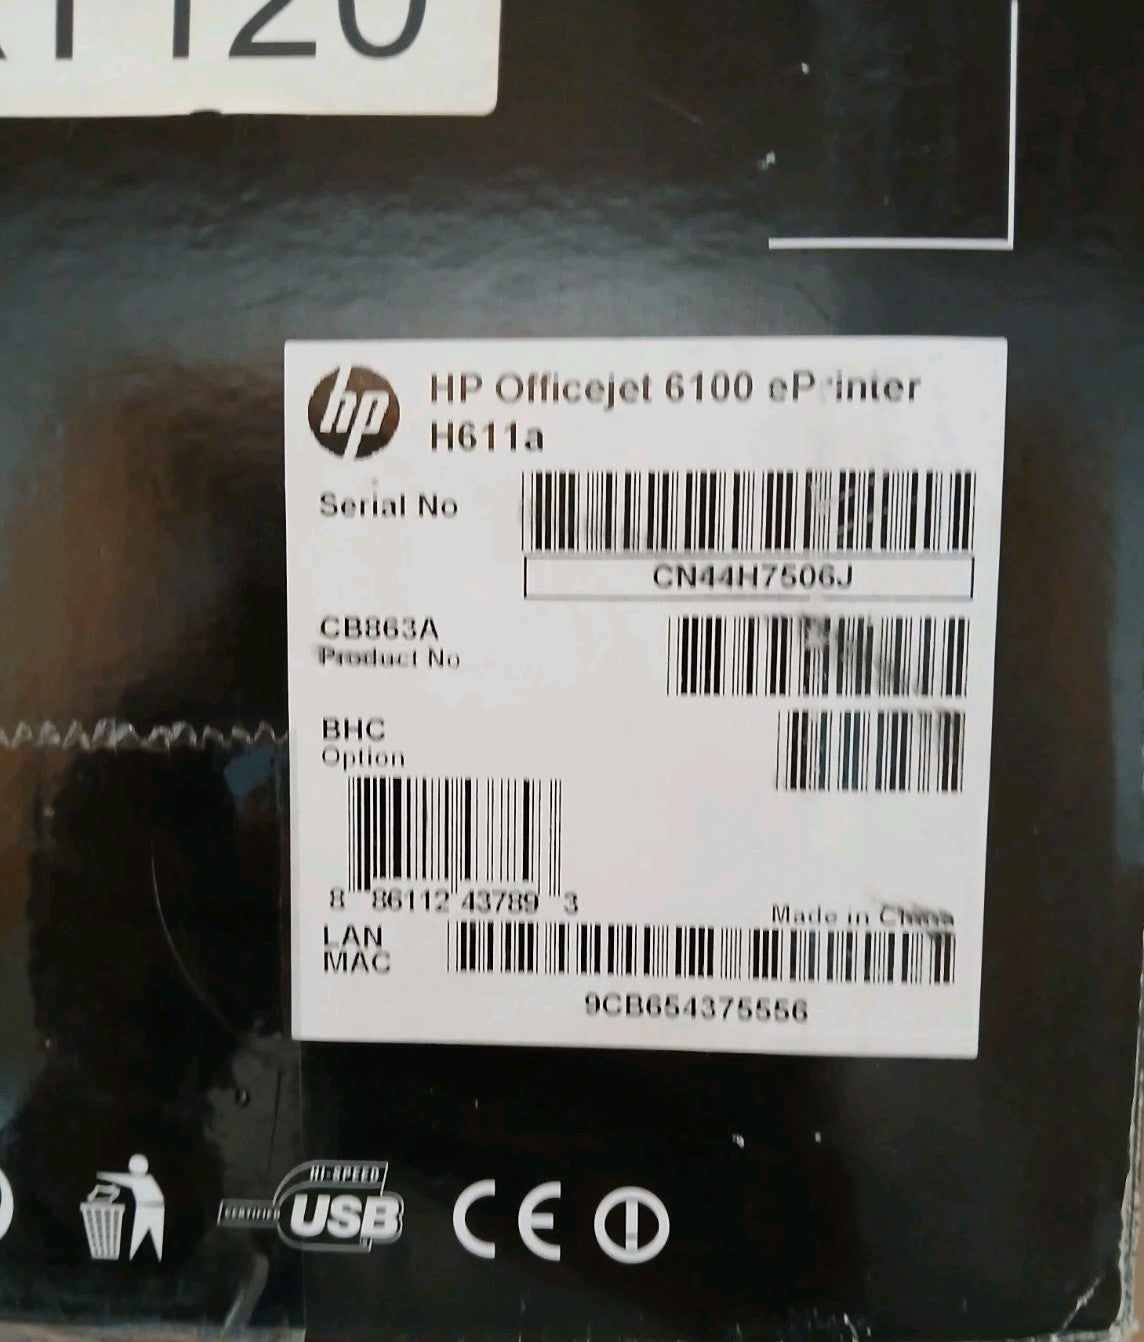 120
hp
HP Officejet 6100 ePrinter
H611a
Serial No
CN44H7506J
CB863A
Product No
BHC
Option
8 86112 43789 3
Made in China
LAN
MAC
9CB654375556
HI-SPEED
CERTIFIED
USB
CE